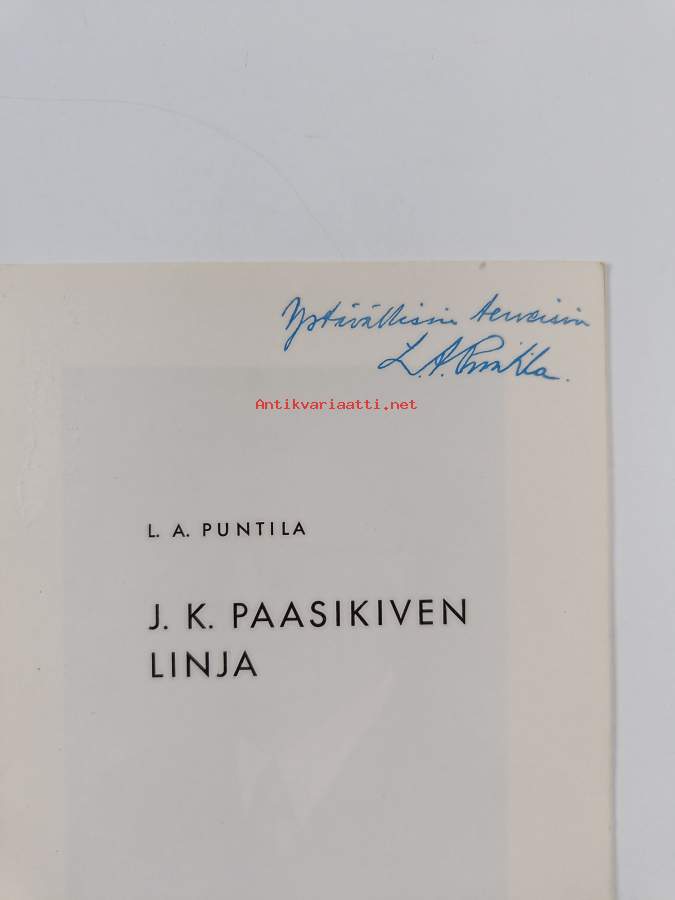 Ystävällisin terveisin
L.A. Puntila.
Antikvariaatti.net
L. A. PUNTILA
J. K. PAASIKIVEN
LINJA